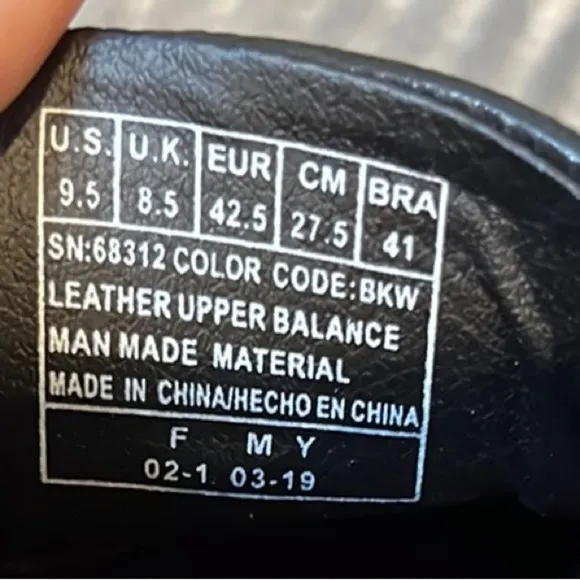 U.S. U.K. EUR CM BRA
9.5 8.5 42.5 27.5 41
SN:68312 COLOR CODE:BKW
LEATHER UPPER BALANCE
MAN MADE MATERIAL
MADE IN CHINA/HECHO EN CHINA
F M Y
02-1 03-19